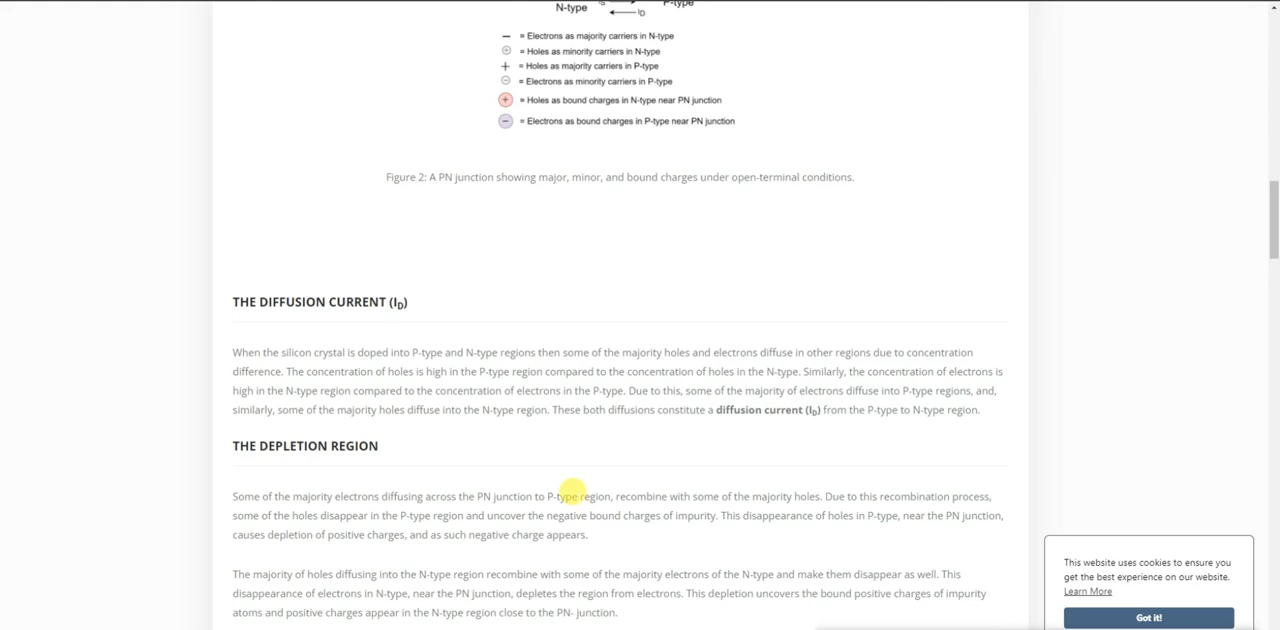 N-type
P-type
ID
− = Electrons as majority carriers in N-type
⊕ = Holes as minority carriers in N-type
+ = Holes as majority carriers in P-type
⊖ = Electrons as minority carriers in P-type
+ = Holes as bound charges in N-type near PN junction
− = Electrons as bound charges in P-type near PN junction
Figure 2: A PN junction showing major, minor, and bound charges under open-terminal conditions.
THE DIFFUSION CURRENT (ID)
When the silicon crystal is doped into P-type and N-type regions then some of the majority holes and electrons diffuse in other regions due to concentration
difference. The concentration of holes is high in the P-type region compared to the concentration of holes in the N-type. Similarly, the concentration of electrons is
high in the N-type region compared to the concentration of electrons in the P-type. Due to this, some of the majority of electrons diffuse into P-type regions, and,
similarly, some of the majority holes diffuse into the N-type region. These both diffusions constitute a diffusion current (ID) from the P-type to N-type region.
THE DEPLETION REGION
Some of the majority electrons diffusing across the PN junction to P-type region, recombine with some of the majority holes. Due to this recombination process,
some of the holes disappear in the P-type region and uncover the negative bound charges of impurity. This disappearance of holes in P-type, near the PN junction,
causes depletion of positive charges, and as such negative charge appears.
The majority of holes diffusing into the N-type region recombine with some of the majority electrons of the N-type and make them disappear as well. This
disappearance of electrons in N-type, near the PN junction, depletes the region from electrons. This depletion uncovers the bound positive charges of impurity
atoms and positive charges appear in the N-type region close to the PN- junction.
This website uses cookies to ensure you
get the best experience on our website.
Learn More
Got it!